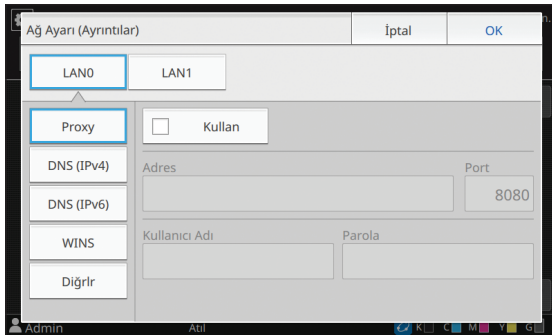 Ağ Ayarı (Ayrıntılar) İptal OK
LAN0 LAN1
Proxy Kullan
DNS (IPv4) Adres Port
DNS (IPv6) 8080
WINS Kullanıcı Adı Parola
Diğrlr
Admin Atıl K C M Y G